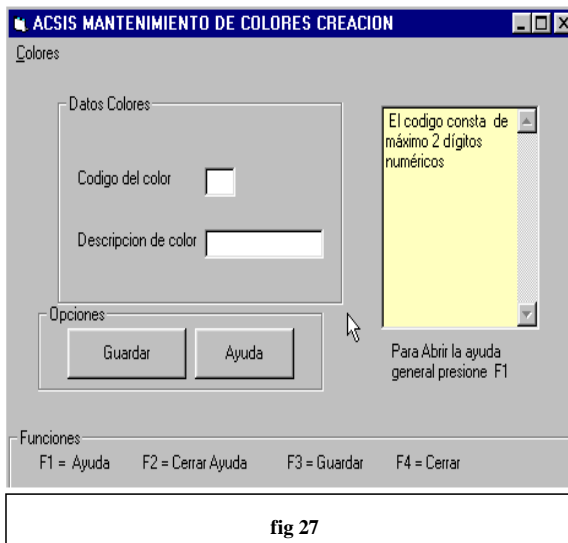 ACSIS MANTENIMIENTO DE COLORES CREACION
Colores
Datos Colores
Codigo del color
Descripcion de color
El codigo consta de
máximo 2 dígitos
numéricos
Opciones
Guardar
Ayuda
Para Abrir la ayuda
general presione F1
Funciones
F1 = Ayuda F2 = Cerrar Ayuda F3 = Guardar F4 = Cerrar
fig 27